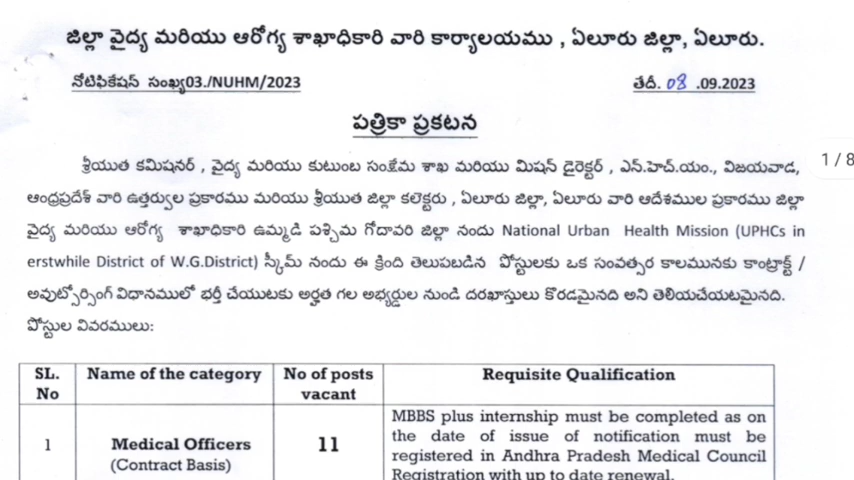 జిల్లా వైద్య మరియు ఆరోగ్య శాఖాధికారి వారి కార్యాలయము , ఏలూరు జిల్లా, ఏలూరు.
నోటిఫికేషన్ సంఖ్య03./NUHM/2023
తేదీ. 08 .09.2023
పత్రికా ప్రకటన
శ్రీయుత కమిషనర్ , వైద్య మరియు కుటుంబ సంక్షేమ శాఖ మరియు మిషన్ డైరెక్టర్ , ఎన్.హెచ్.యం., విజయవాడ,
1 / 8
ఆంధ్రప్రదేశ్ వారి ఉత్తర్వుల ప్రకారము మరియు శ్రీయుత జిల్లా కలెక్టరు , ఏలూరు జిల్లా, ఏలూరు వారి ఆదేశముల ప్రకారము జిల్లా
వైద్య మరియు ఆరోగ్య శాఖాధికారి ఉమ్మడి పశ్చిమ గోదావరి జిల్లా నందు National Urban Health Mission (UPHCs in
erstwhile District of W.G.District) స్కీమ్ నందు ఈ క్రింది తెలుపబడిన పోస్టులకు ఒక సంవత్సర కాలమునకు కాంట్రాక్ట్ /
అవుట్సోర్సింగ్ విధానములో భర్తీ చేయుటకు అర్హత గల అభ్యర్ధుల నుండి దరఖాస్తులు కోరడమైనది అని తెలియచేయటమైనది.
పోస్టుల వివరములు:
SL. No
Name of the category
No of posts vacant
Requisite Qualification
1
Medical Officers
(Contract Basis)
11
MBBS plus internship must be completed as on
the date of issue of notification must be
registered in Andhra Pradesh Medical Council
Registration with up to date renewal.